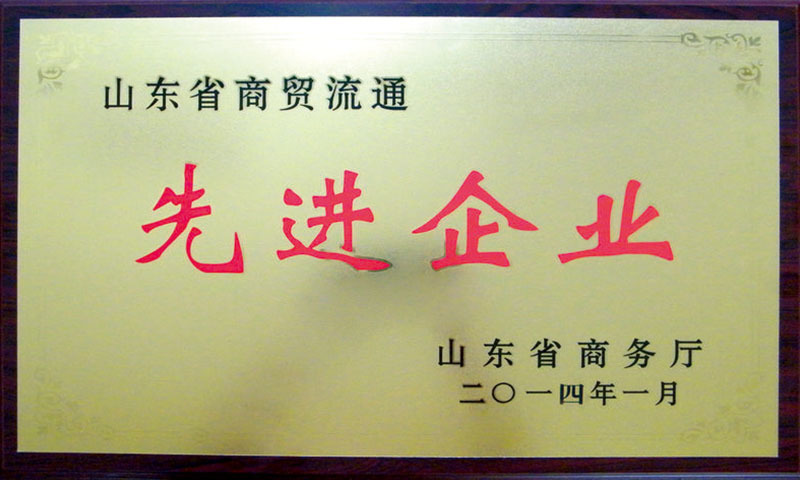 山东省商贸流通
先进企业
山东省商务厅
二〇一四年一月